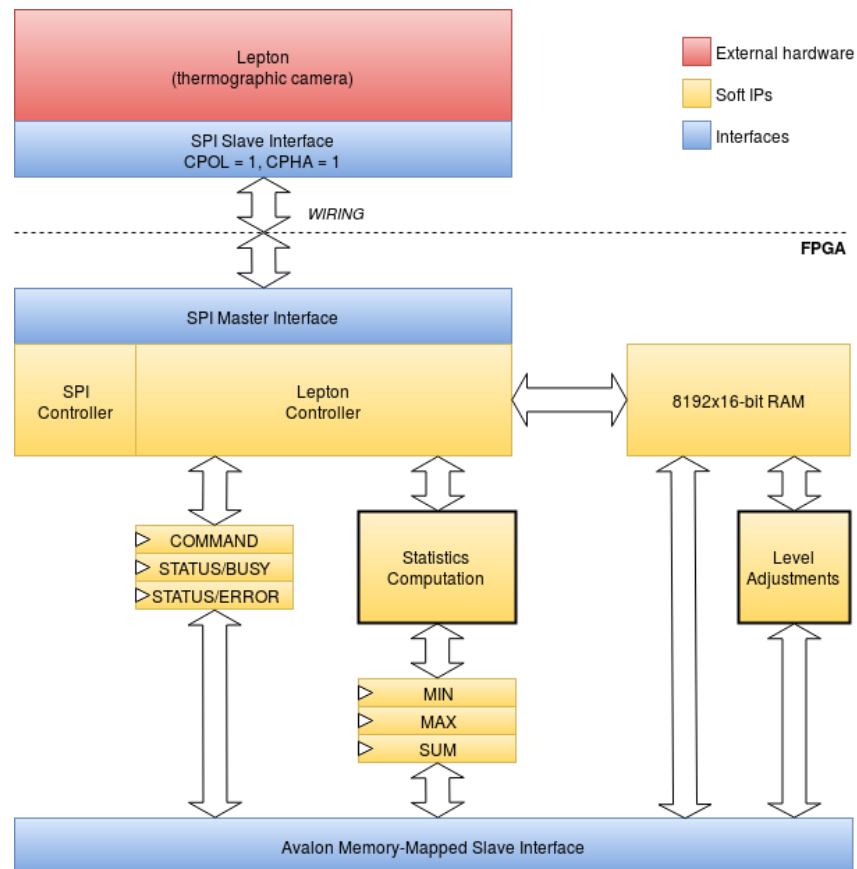 Lepton
(thermographic camera)
External hardware
Soft IPs
Interfaces
SPI Slave Interface
CPOL = 1, CPHA = 1
WIRING
FPGA
SPI Master Interface
SPI
Controller
Lepton
Controller
8192x16-bit RAM
COMMAND
STATUS/BUSY
STATUS/ERROR
Statistics
Computation
Level
Adjustments
MIN
MAX
SUM
Avalon Memory-Mapped Slave Interface